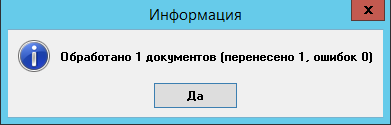 Информация
Обработано 1 документов (перенесено 1, ошибок 0)
Да